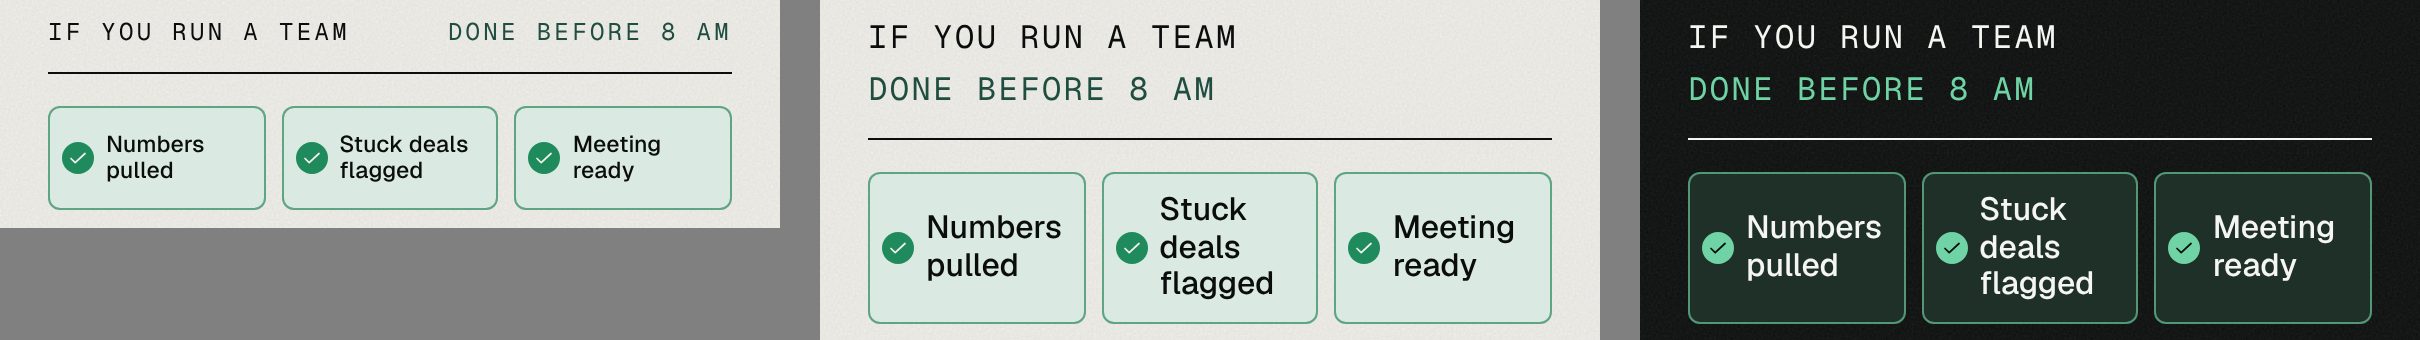 IF YOU RUN A TEAM
DONE BEFORE 8 AM
Numbers
pulled
Stuck deals
flagged
Meeting
ready
IF YOU RUN A TEAM
DONE BEFORE 8 AM
Numbers
pulled
Stuck
deals
flagged
Meeting
ready
IF YOU RUN A TEAM
DONE BEFORE 8 AM
Numbers
pulled
Stuck
deals
flagged
Meeting
ready